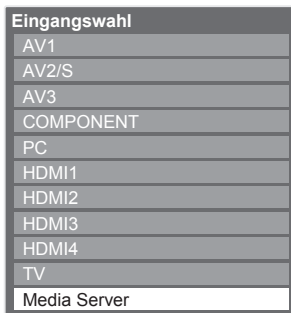 Eingangswahl
AV1
AV2/S
AV3
COMPONENT
PC
HDMI1
HDMI2
HDMI3
HDMI4
TV
Media Server